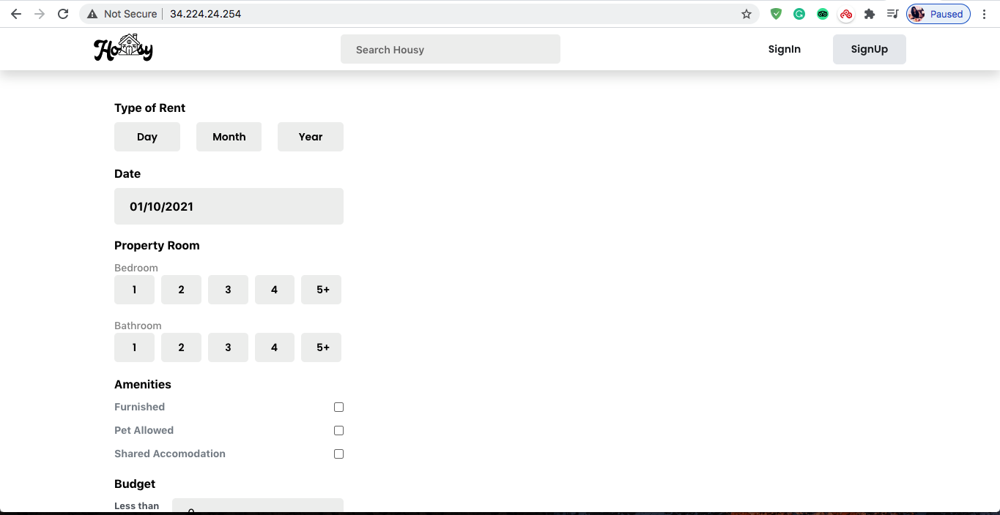 Not Secure | 34.224.24.254 Paused
Housy Search Housy SignIn SignUp
Type of Rent
Day Month Year
Date
01/10/2021
Property Room
Bedroom
1 2 3 4 5+
Bathroom
1 2 3 4 5+
Amenities
Furnished
Pet Allowed
Shared Accomodation
Budget
Less than